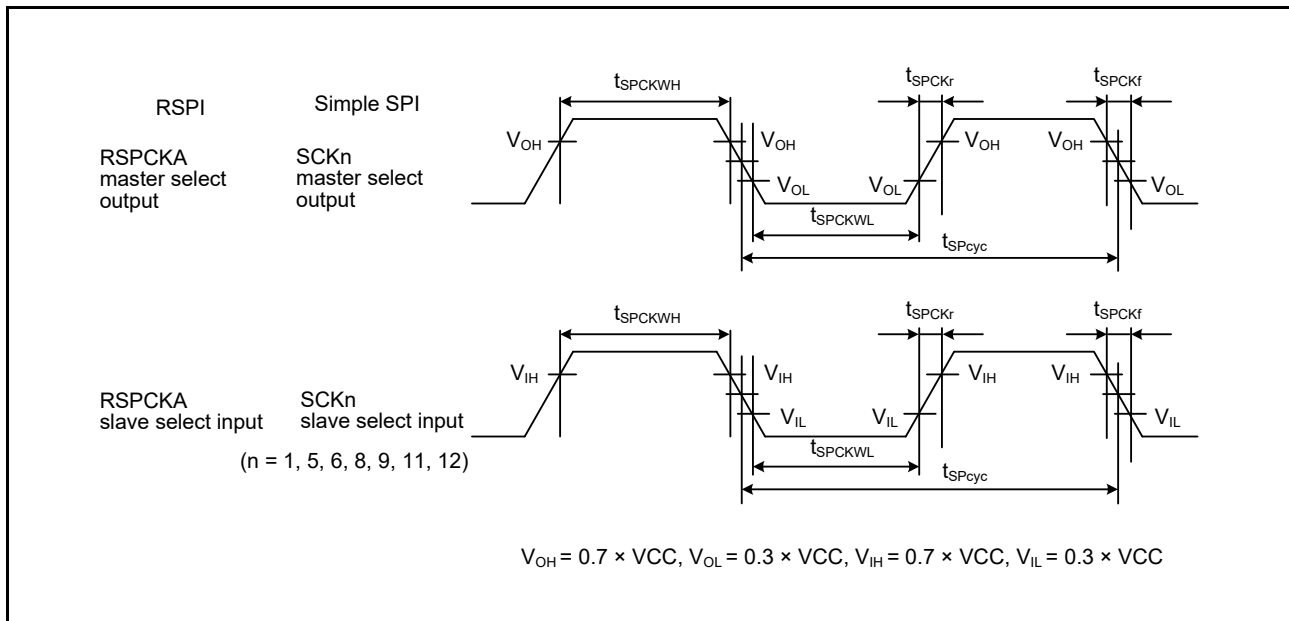 RSPI
Simple SPI
tSPCKWH
tSPCKr
tSPCKf
RSPCKA
master select
output
SCKn
master select
output
VOH
VOH
VOL
VOL
VOH
VOH
VOL
tSPCKWL
tSPcyc
tSPCKWH
tSPCKr
tSPCKf
RSPCKA
slave select input
SCKn
slave select input
(n = 1, 5, 6, 8, 9, 11, 12)
VIH
VIH
VIL
VIL
VIH
VIH
VIL
tSPCKWL
tSPcyc
VOH = 0.7 × VCC, VOL = 0.3 × VCC, VIH = 0.7 × VCC, VIL = 0.3 × VCC